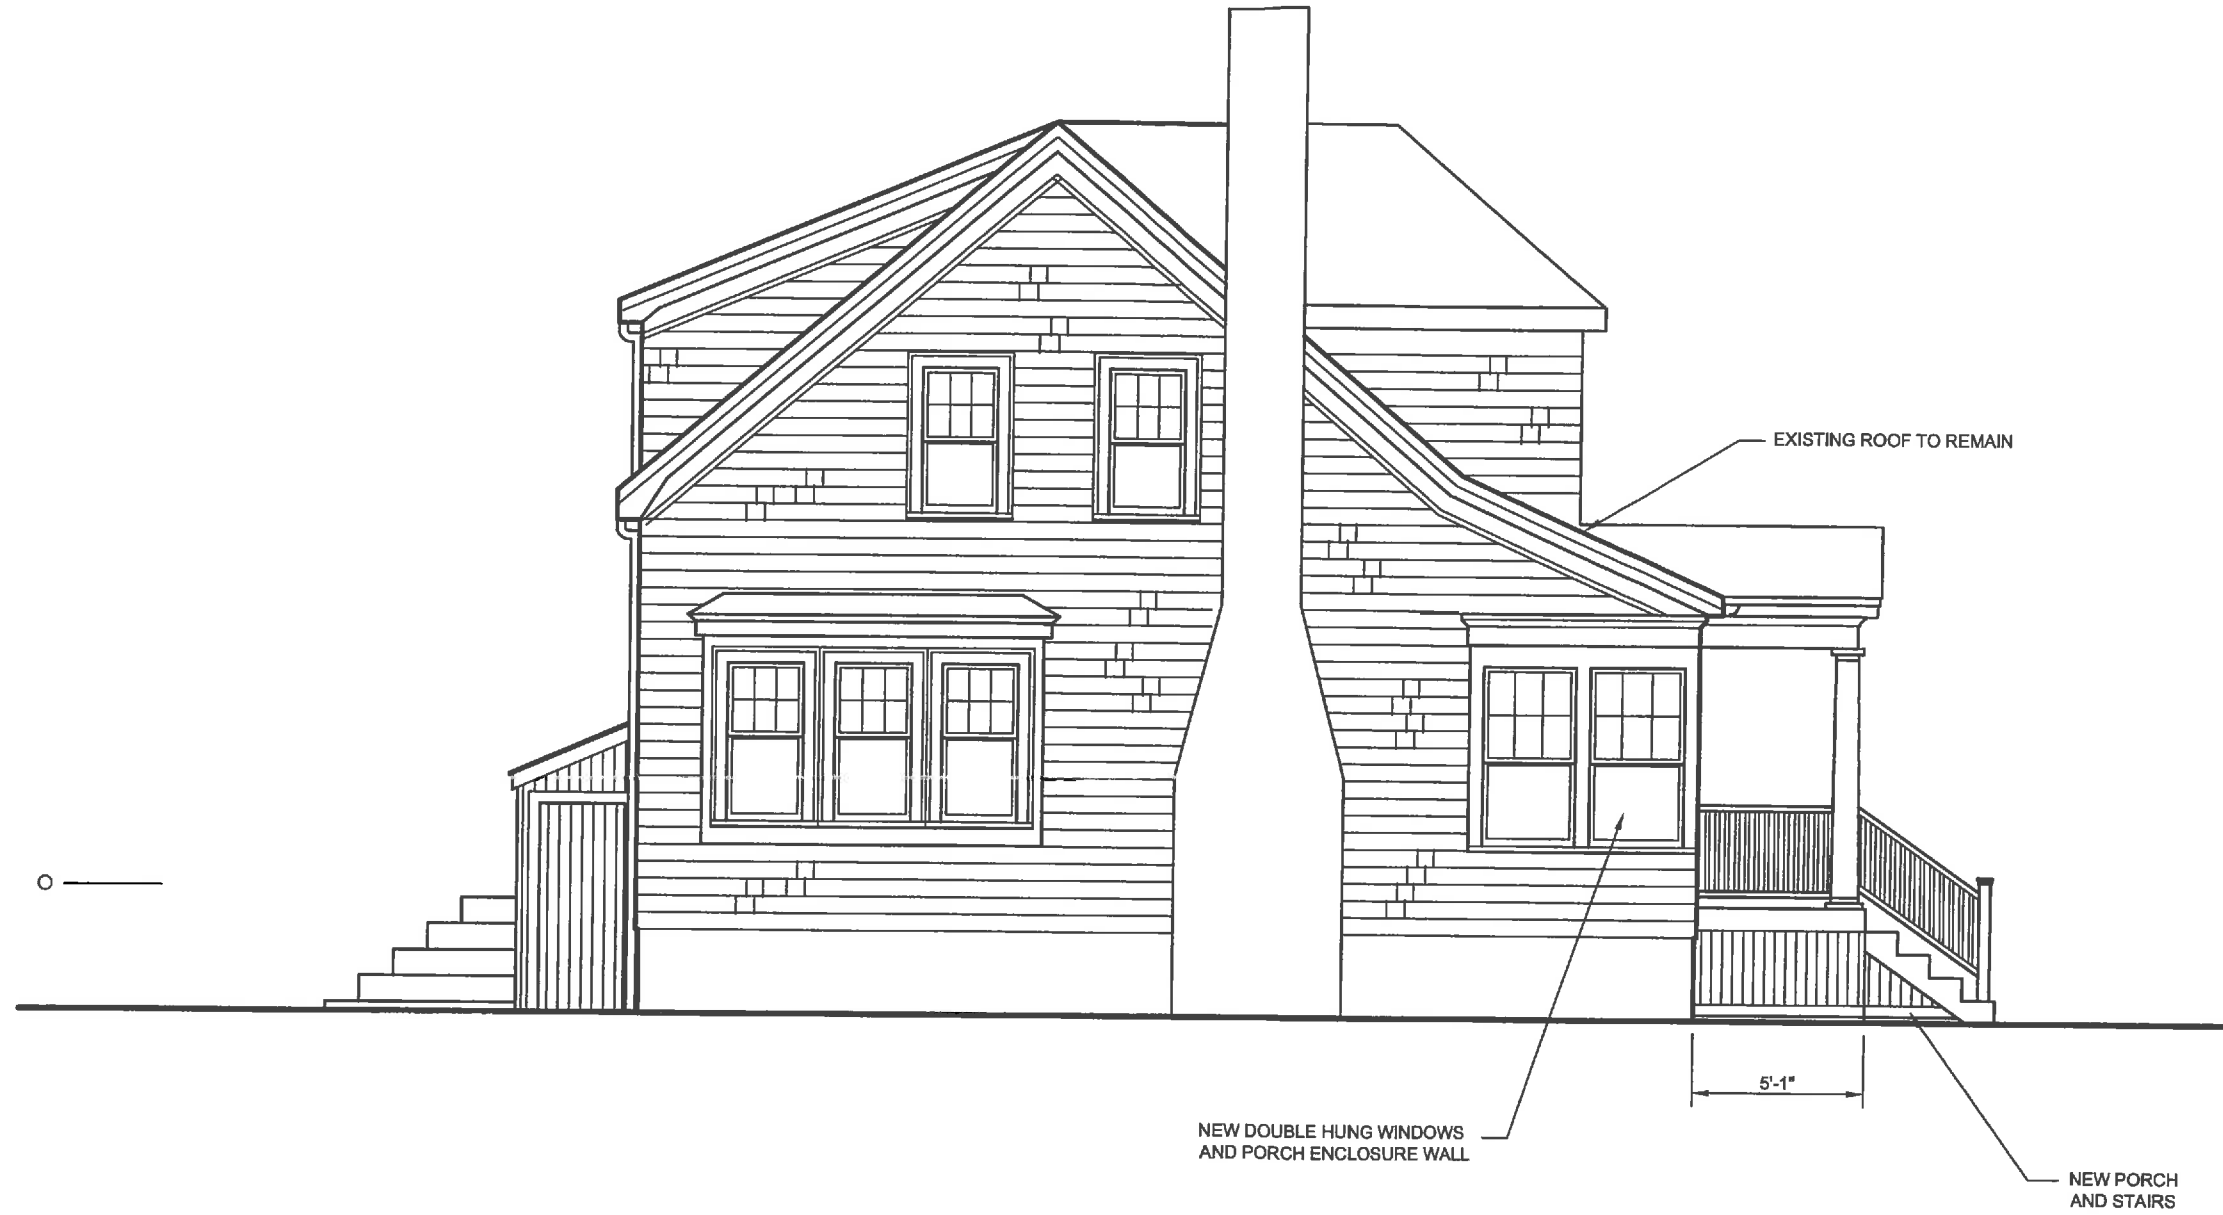 EXISTING ROOF TO REMAIN
5'-1"
NEW DOUBLE HUNG WINDOWS
AND PORCH ENCLOSURE WALL
NEW PORCH
AND STAIRS